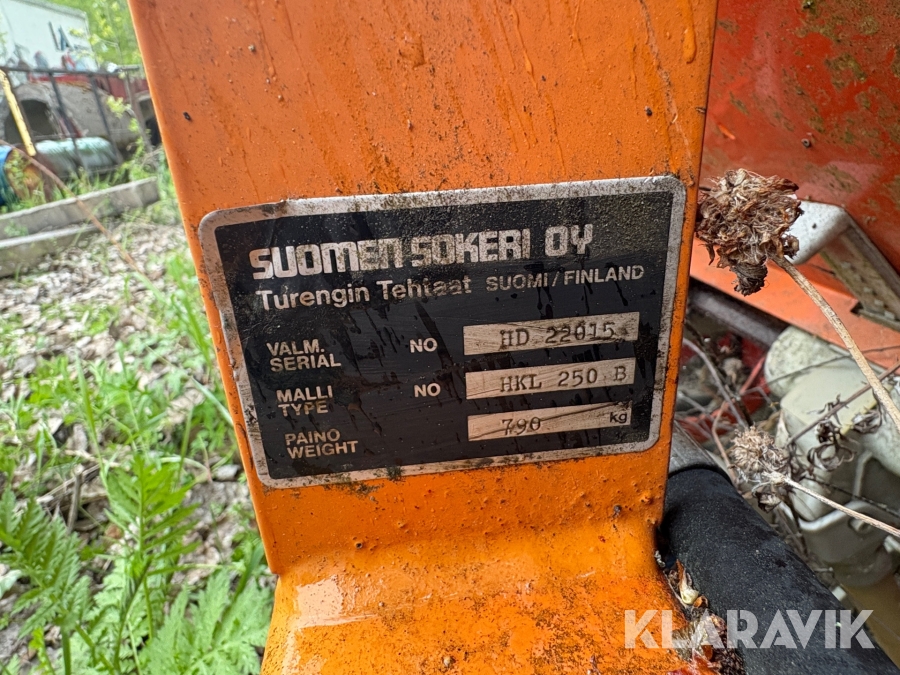 SUOMEN SOKERI OY
Turengin Tehtaat SUOMI/FINLAND
VALM. SERIAL NO HD 22015
MALLI TYPE NO HKL 250 B
PAINO WEIGHT 790 kg
KLARAVIK